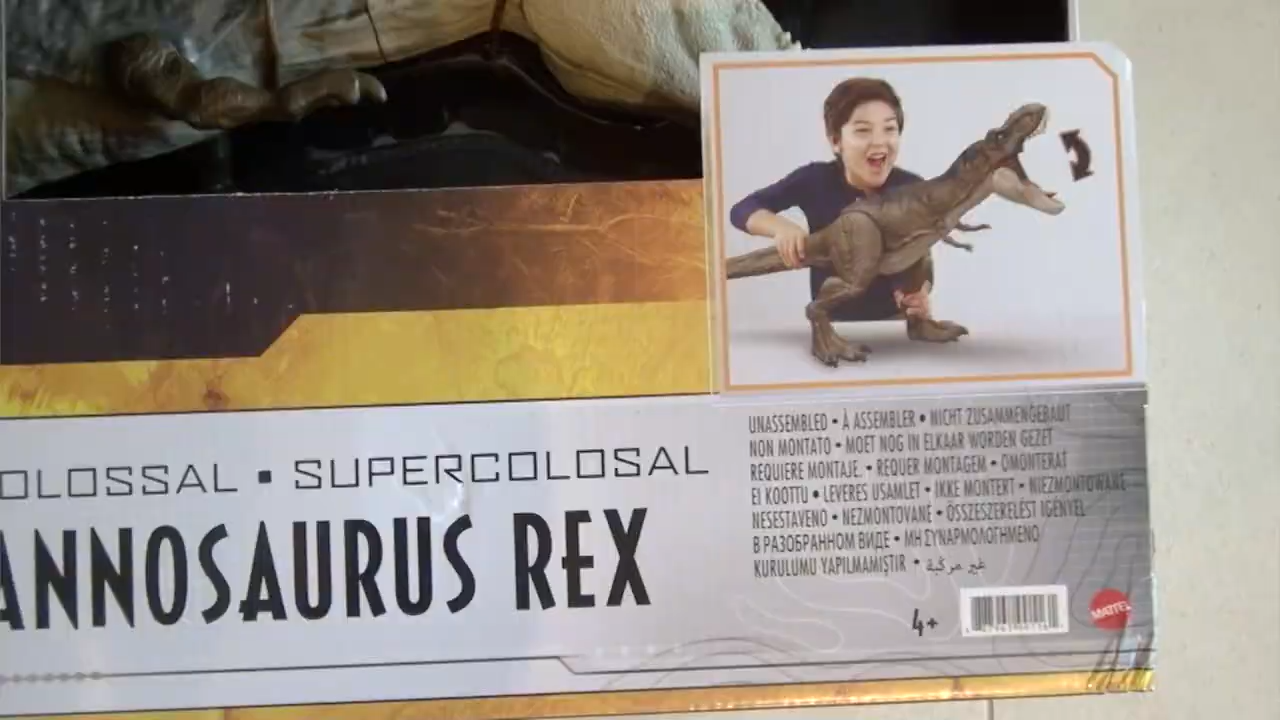 OLOSSAL ▪ SUPERCOLOSAL
ANNOSAURUS REX
UNASSEMBLED • À ASSEMBLER • NICHT ZUSAMMENGEBAUT
NON MONTATO • MOET NOG IN ELKAAR WORDEN GEZET
REQUIERE MONTAJE. • REQUER MONTAGEM • OMONTERAT
EI KOOTTU • LEVERES USAMLET • IKKE MONTERT • NIEZMONTOWANE
NESESTAVENO • NEZMONTOVANÉ • ÖSSZESZERELÉST IGÉNYEL
В РАЗОБРАННОМ ВИДЕ • ΜΗ ΣΥΝΑΡΜΟΛΟΓΗΜΕΝΟ
KURULUMU YAPILMAMIŞTIR • غير مركبة
4+
MATTEL